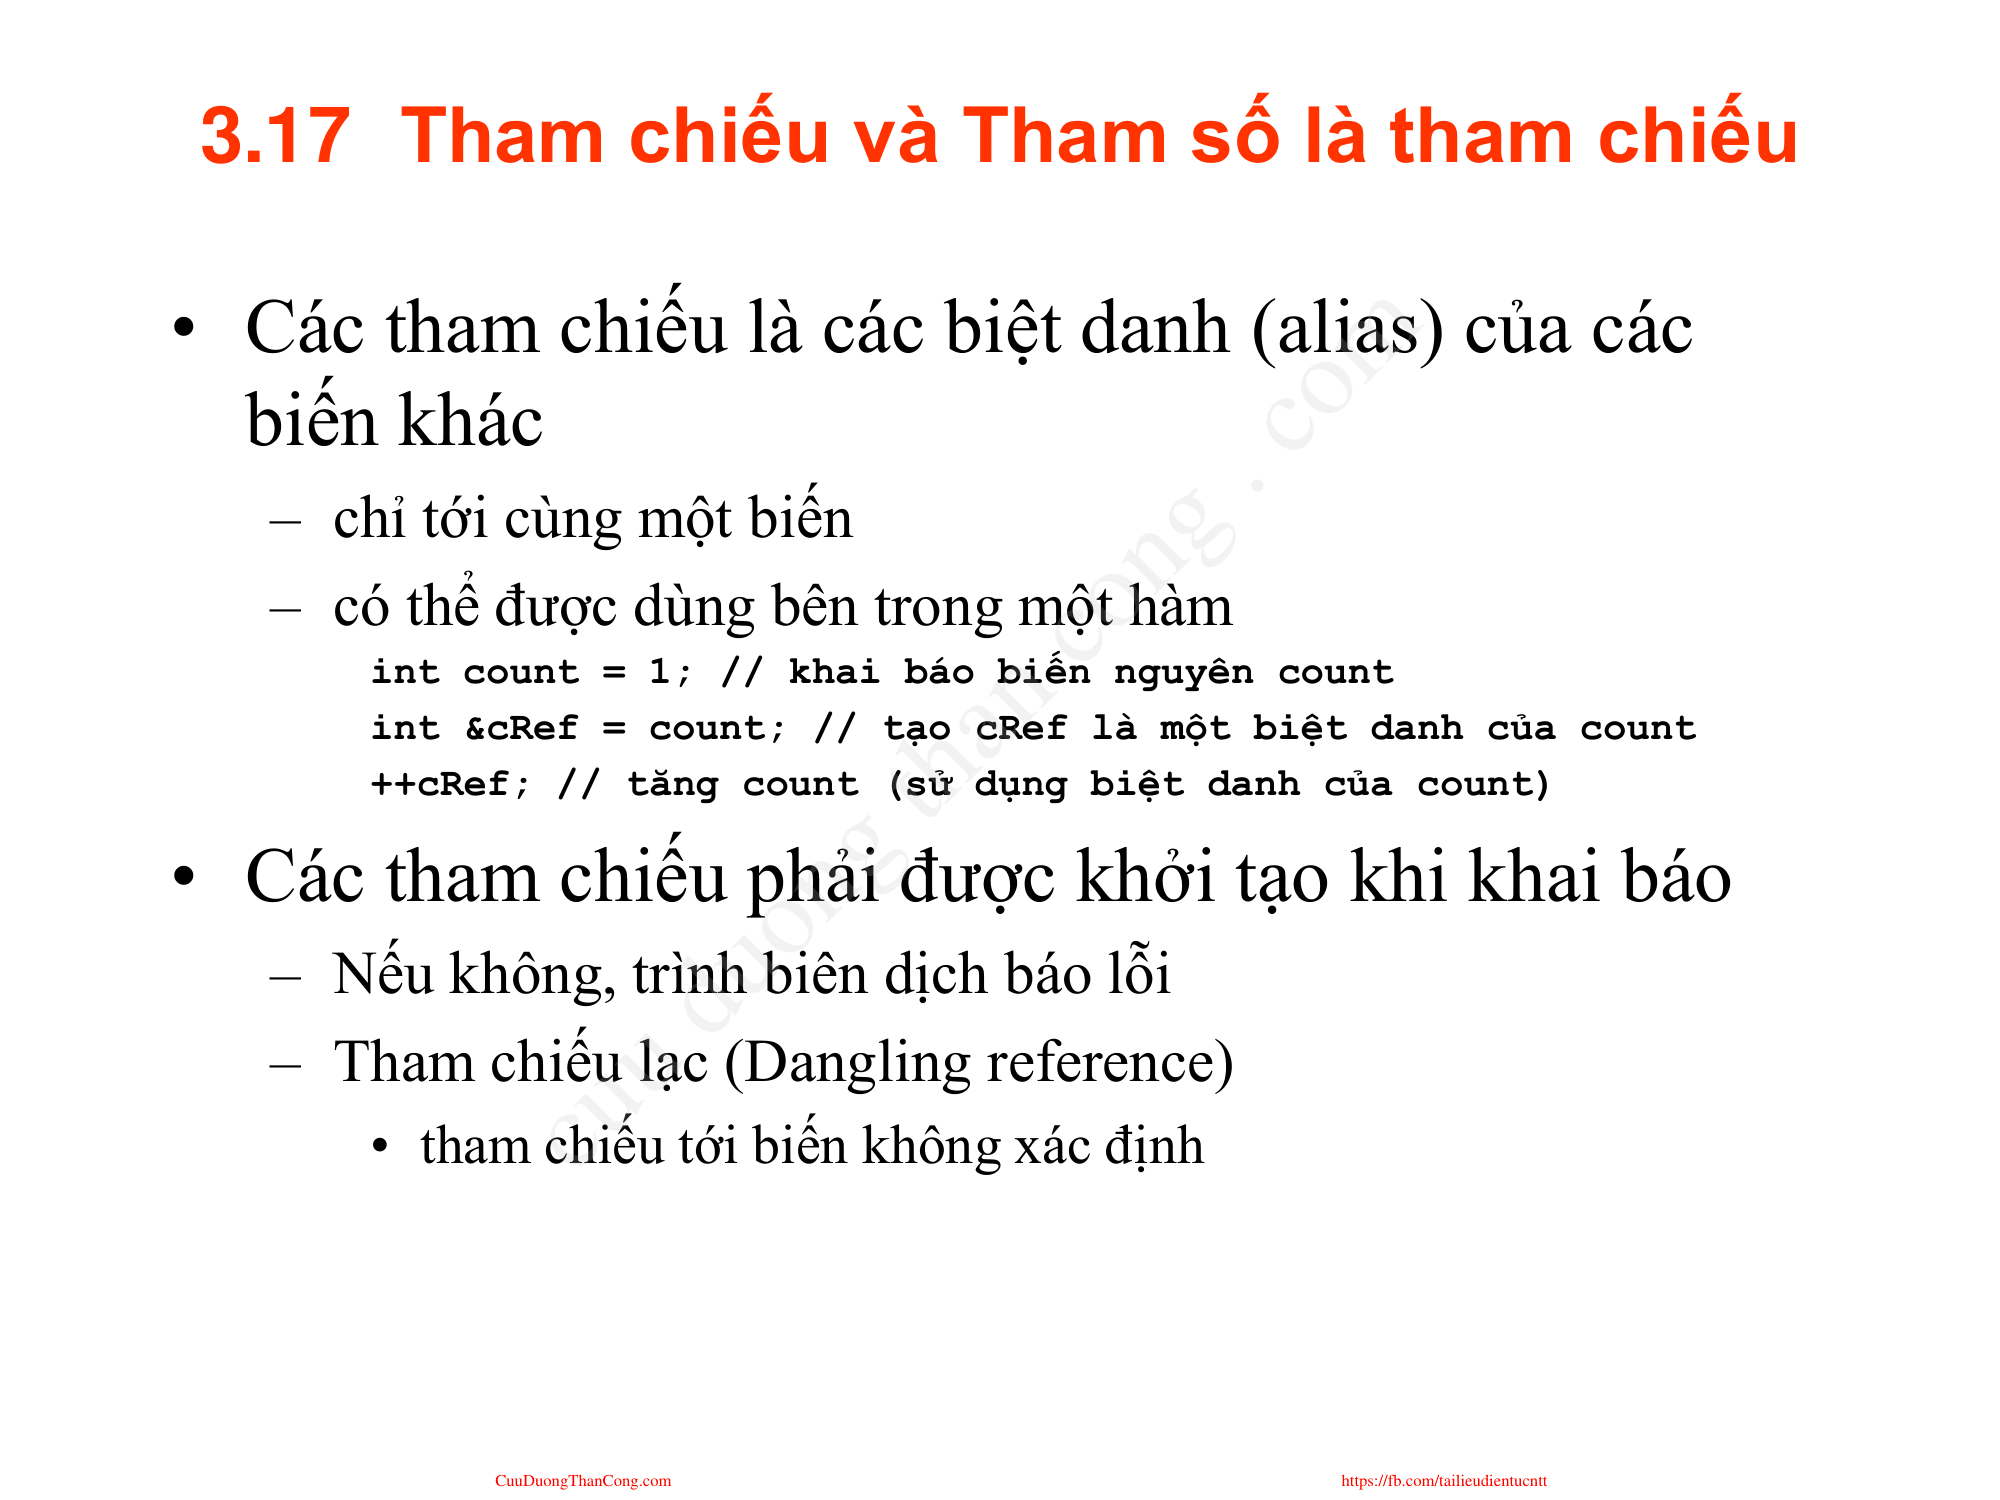 3.17 Tham chiếu và Tham số là tham chiếu
• Các tham chiếu là các biệt danh (alias) của các
biến khác
– chỉ tới cùng một biến
– có thể được dùng bên trong một hàm
int count = 1; // khai báo biến nguyên count
int &cRef = count; // tạo cRef là một biệt danh của count
++cRef; // tăng count (sử dụng biệt danh của count)
• Các tham chiếu phải được khởi tạo khi khai báo
– Nếu không, trình biên dịch báo lỗi
– Tham chiếu lạc (Dangling reference)
• tham chiếu tới biến không xác định
cuu duong than cong . com
CuuDuongThanCong.com
https://fb.com/tailieudientucntt